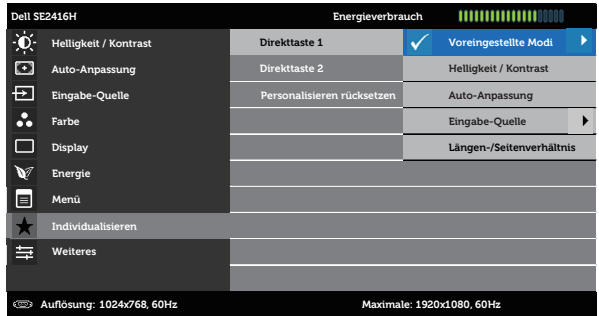 Dell SE2416H Energieverbrauch
Helligkeit / Kontrast Direkttaste 1 Voreingestellte Modi
Auto-Anpassung Direkttaste 2 Helligkeit / Kontrast
Eingabe-Quelle Personalisieren rücksetzen Auto-Anpassung
Farbe Eingabe-Quelle
Display Längen-/Seitenverhältnis
Energie
Menü
Individualisieren
Weiteres
Auflösung: 1024x768, 60Hz Maximale: 1920x1080, 60Hz